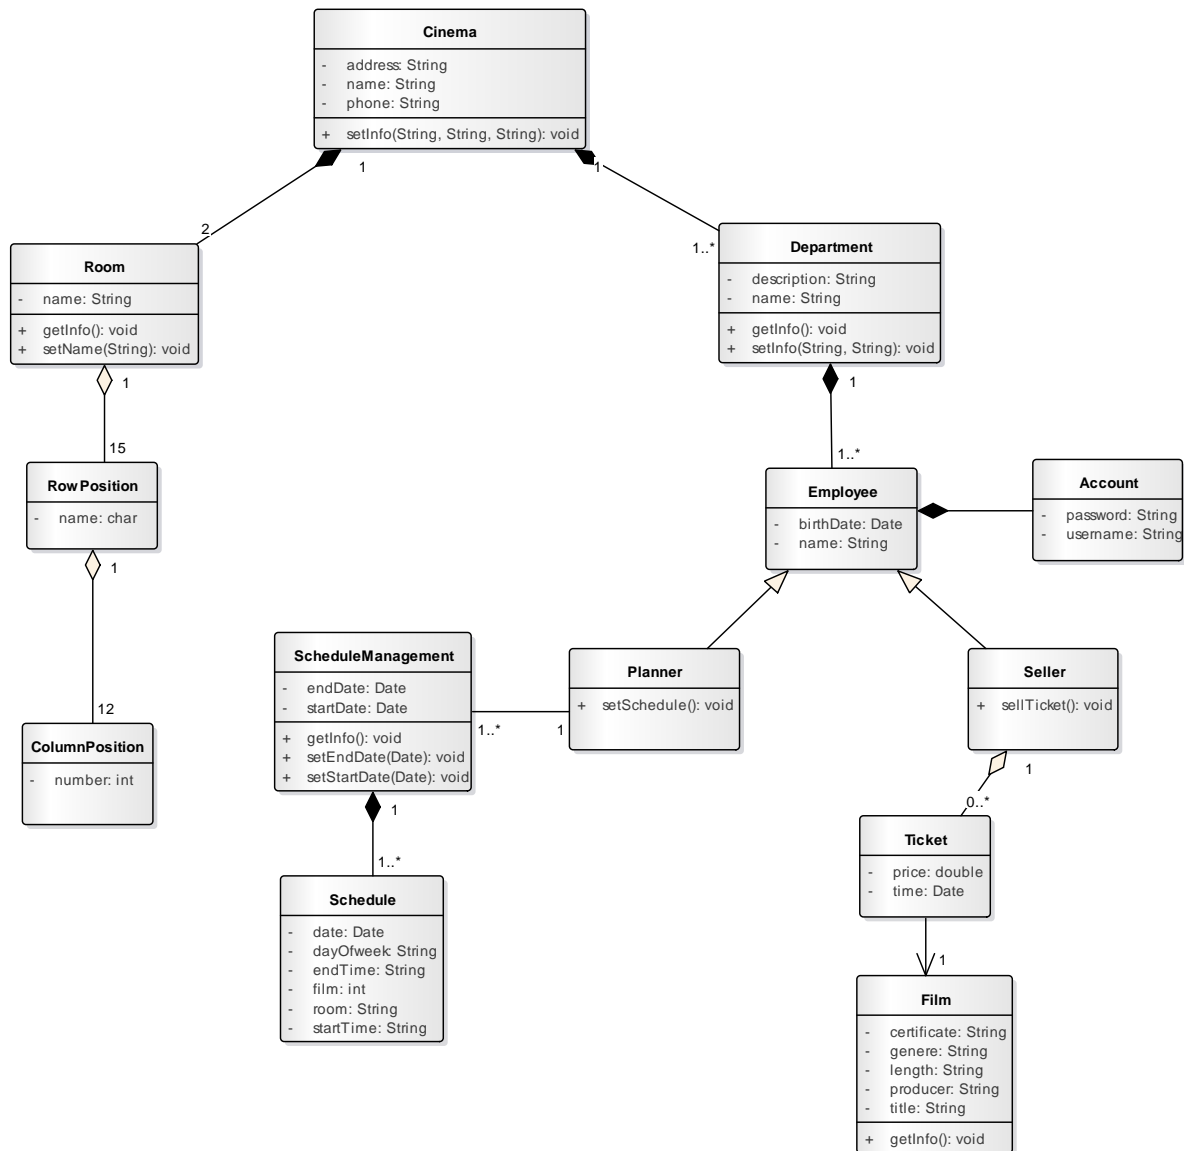 Cinema
- address: String
- name: String
- phone: String
+ setInfo(String, String, String): void
1
1
2
1..*
Room
- name: String
+ getInfo(): void
+ setName(String): void
Department
- description: String
- name: String
+ getInfo(): void
+ setInfo(String, String): void
1
15
1
1..*
RowPosition
- name: char
Employee
- birthDate: Date
- name: String
Account
- password: String
- username: String
1
12
ColumnPosition
- number: int
ScheduleManagement
- endDate: Date
- startDate: Date
+ getInfo(): void
+ setEndDate(Date): void
+ setStartDate(Date): void
1..*
1
Planner
+ setSchedule(): void
Seller
+ sellTicket(): void
1
0..*
1
1..*
Schedule
- date: Date
- dayOfweek: String
- endTime: String
- film: int
- room: String
- startTime: String
Ticket
- price: double
- time: Date
1
Film
- certificate: String
- genere: String
- length: String
- producer: String
- title: String
+ getInfo(): void